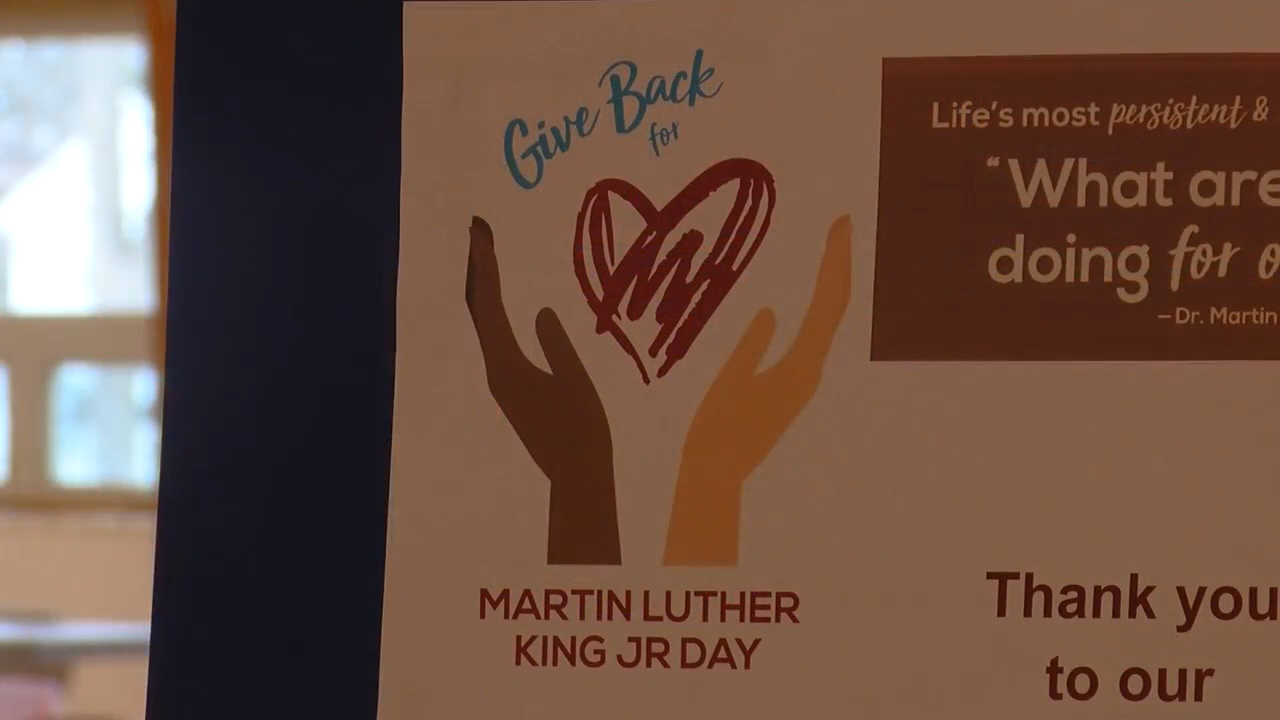 Give Back
for
MARTIN LUTHER
KING JR DAY
Life's most persistent &
"What are
doing for o
– Dr. Martin
Thank you
to our